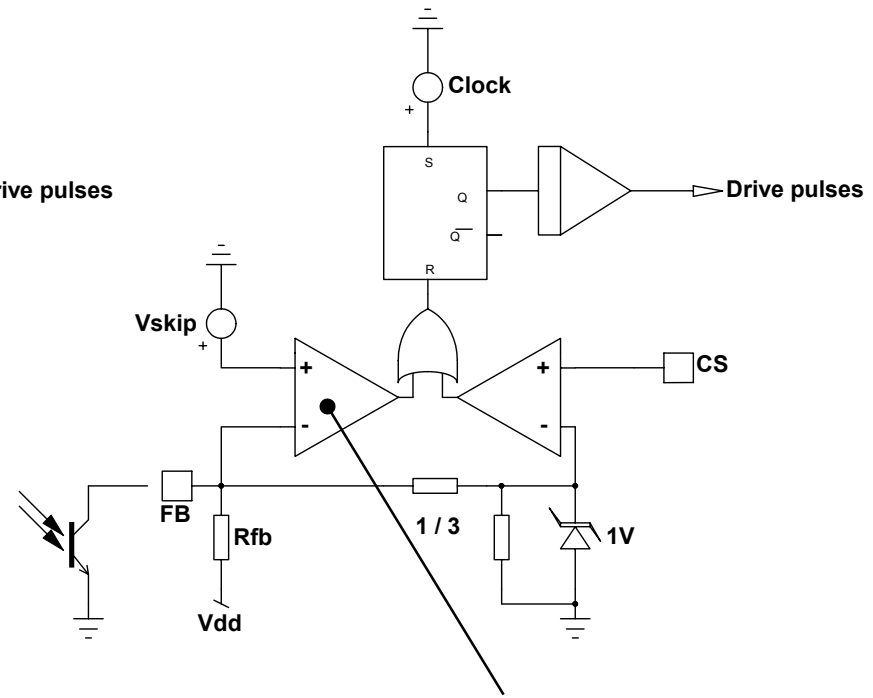 Clock
+
S
rive pulses
Q
Drive pulses
Q
R
Vskip
+
+
-
+
-
CS
FB
Rfb
1 / 3
1V
Vdd